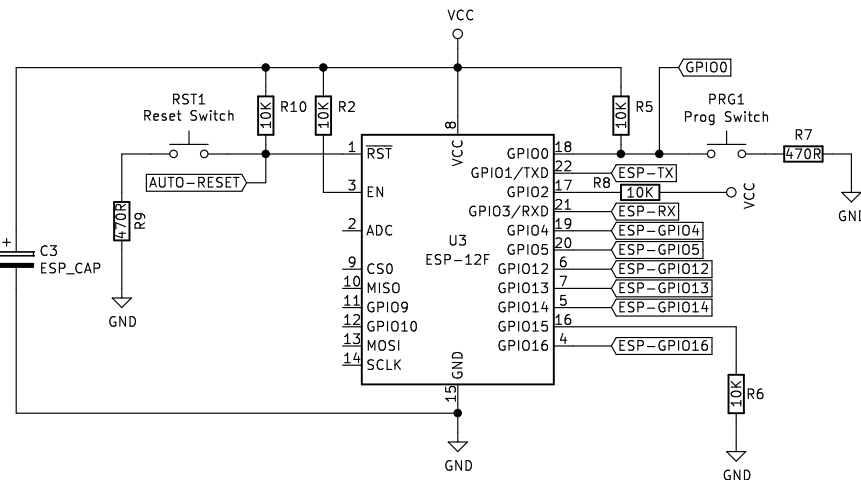 VCC
GPIO0
RST1
Reset Switch
10K R10
10K R2
10K R5
PRG1
Prog Switch
R7
470R
8
VCC
1 RST
GPIO0 18
GPIO1/TXD 22 ESP-TX
AUTO-RESET
3 EN
GPIO2 17 R8 10K VCC
GPIO3/RXD 21 ESP-RX
470R R9
2 ADC
U3
ESP-12F
GPIO4 19 ESP-GPIO4
GPIO5 20 ESP-GPIO5
GND
+
C3
ESP_CAP
9 CS0
GPIO12 6 ESP-GPIO12
10 MISO
GPIO13 7 ESP-GPIO13
11 GPIO9
GPIO14 5 ESP-GPIO14
GND
12 GPIO10
GPIO15 16
13 MOSI
GPIO16 4 ESP-GPIO16
14 SCLK
GND
15
10K R6
GND
GND